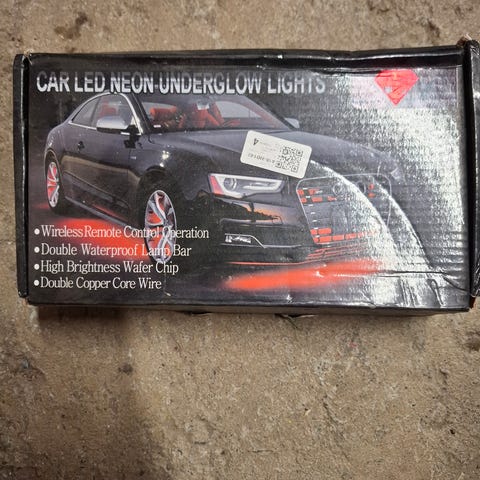 CAR LED NEON UNDERGLOW LIGHTS
•Wireless Remote Control Operation
•Double Waterproof Lamp Bar
•High Brightness Wafer Chip
•Double Copper Core Wire